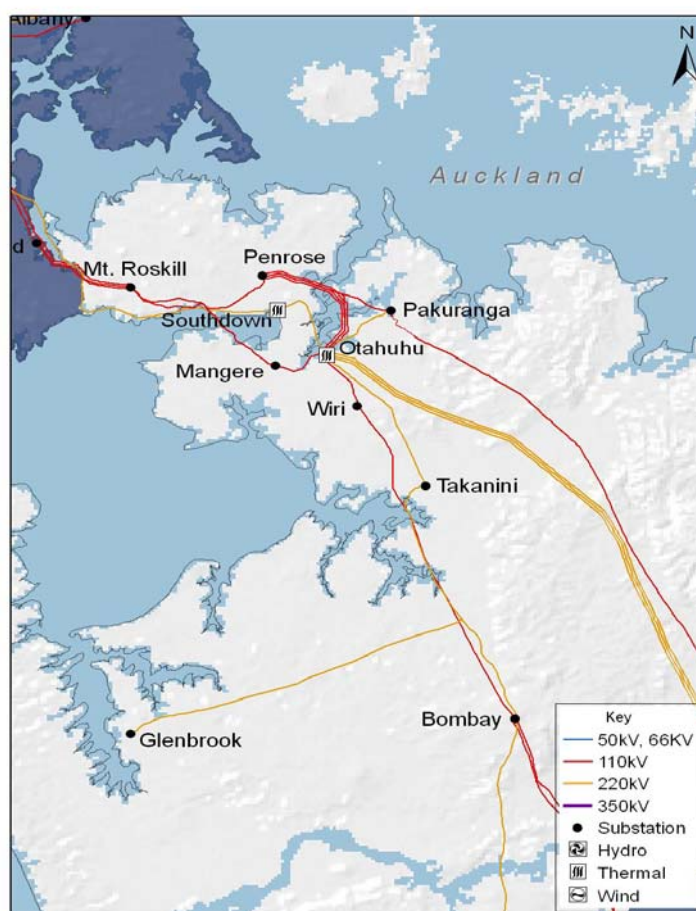 Albany
N
Auckland
d
Mt. Roskill
Penrose
Southdown
Pakuranga
Otahuhu
Mangere
Wiri
Takanini
Bombay
Glenbrook
Key
50kV, 66KV
110kV
220kV
350kV
Substation
Hydro
Thermal
Wind